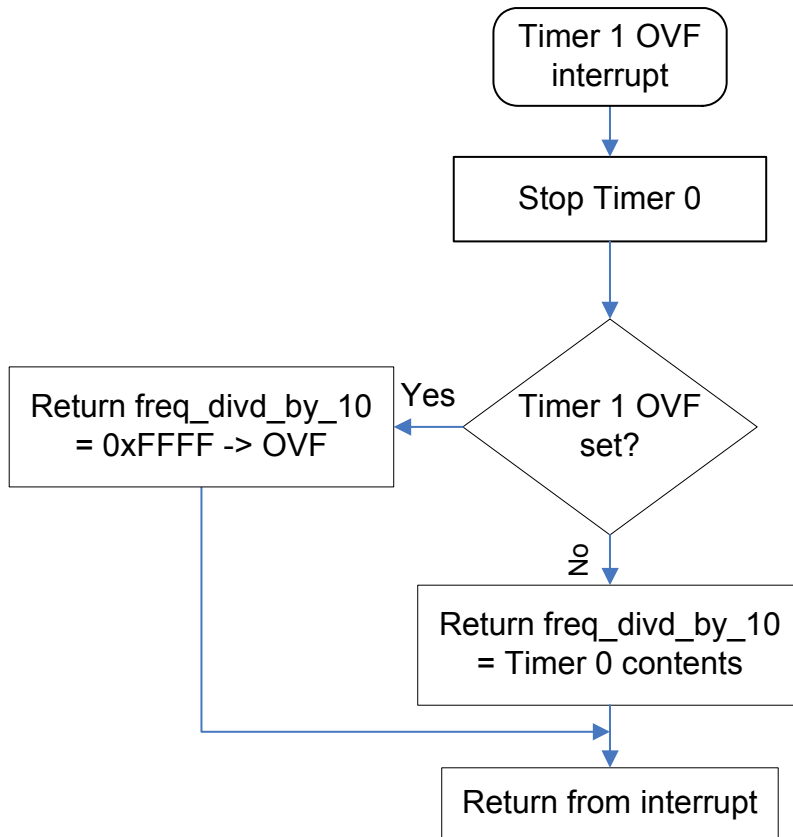 Timer 1 OVF
interrupt
Stop Timer 0
Timer 1 OVF
set?
Yes
Return freq_divd_by_10
= 0xFFFF -> OVF
No
Return freq_divd_by_10
= Timer 0 contents
Return from interrupt